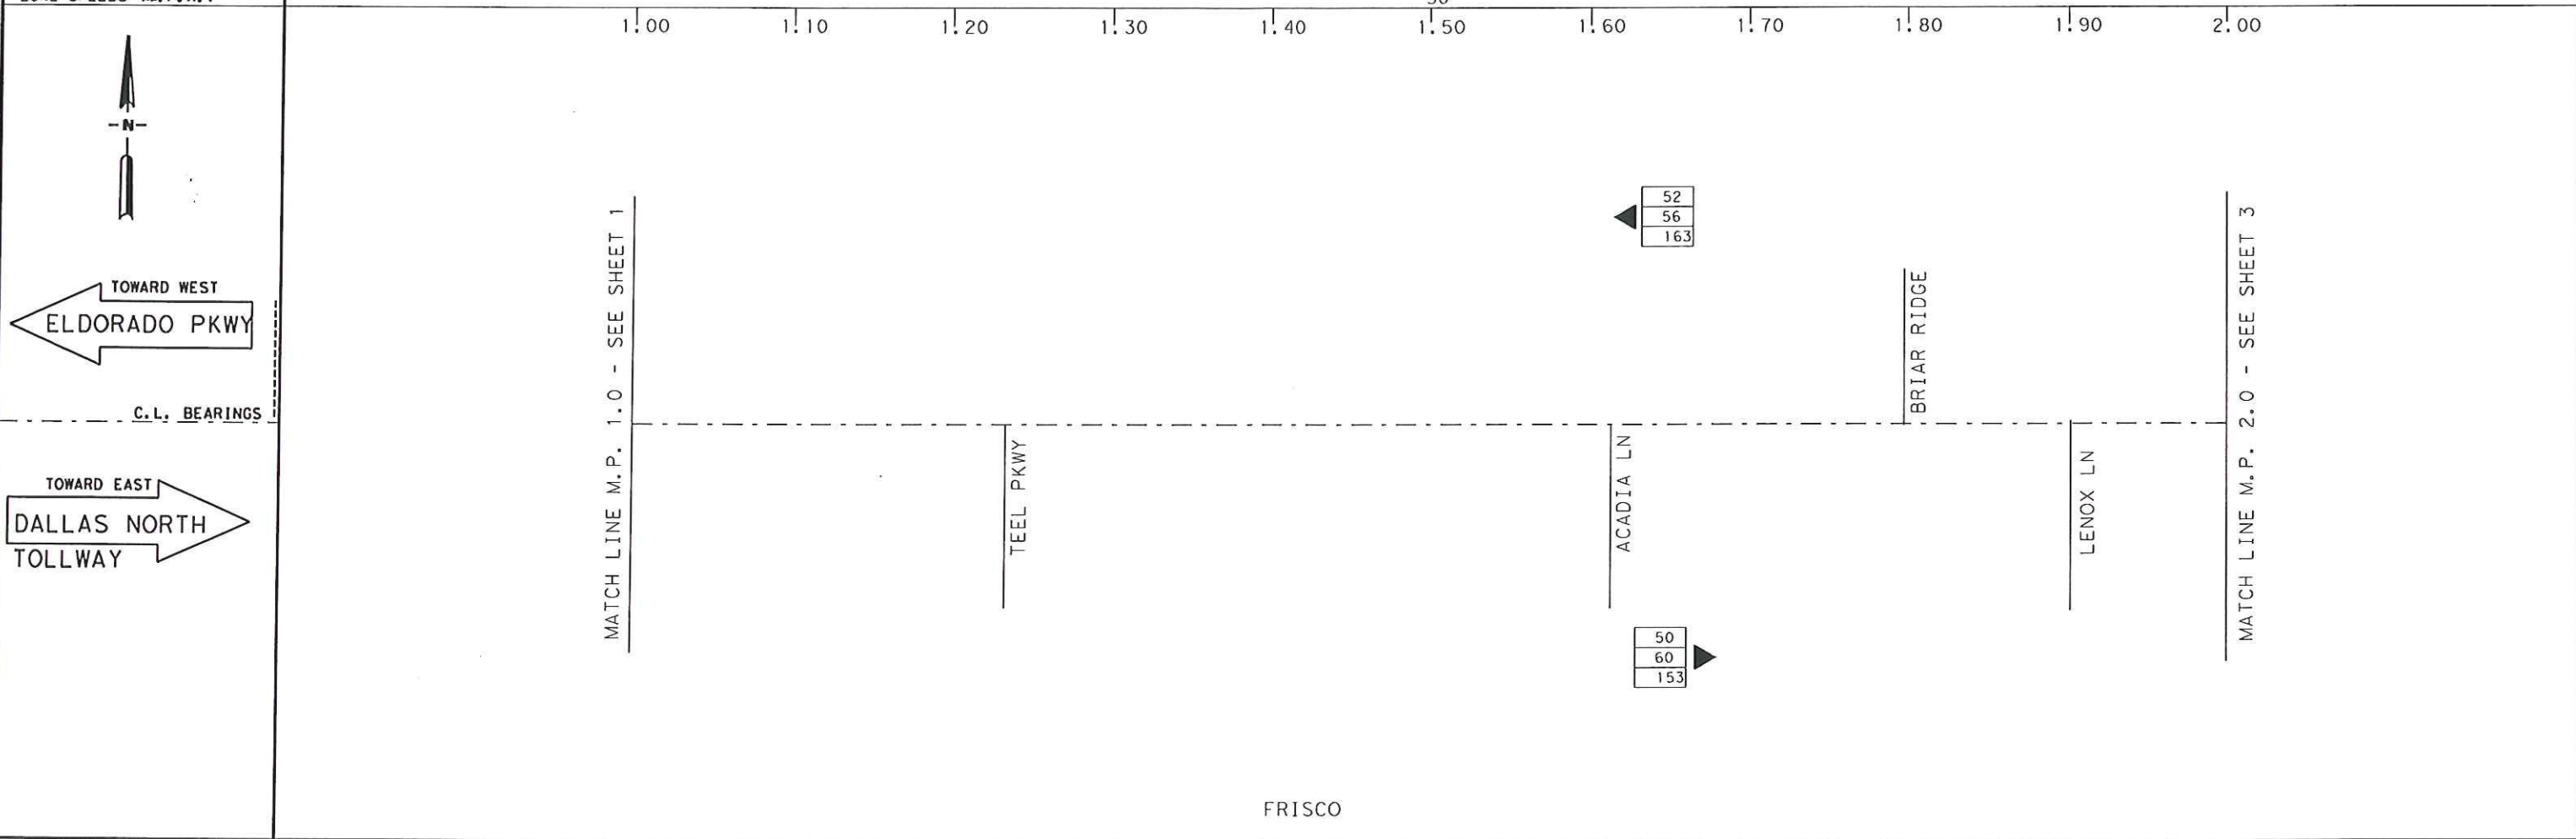 1.00 1.10 1.20 1.30 1.40 1.50 1.60 1.70 1.80 1.90 2.00
-N-
TOWARD WEST
ELDORADO PKWY
C.L. BEARINGS
TOWARD EAST
DALLAS NORTH
TOLLWAY
MATCH LINE M.P. 1.0 - SEE SHEET 1
TEEL PKWY
52
56
163
ACADIA LN
50
60
153
BRIAR RIDGE
LENOX LN
MATCH LINE M.P. 2.0 - SEE SHEET 3
FRISCO